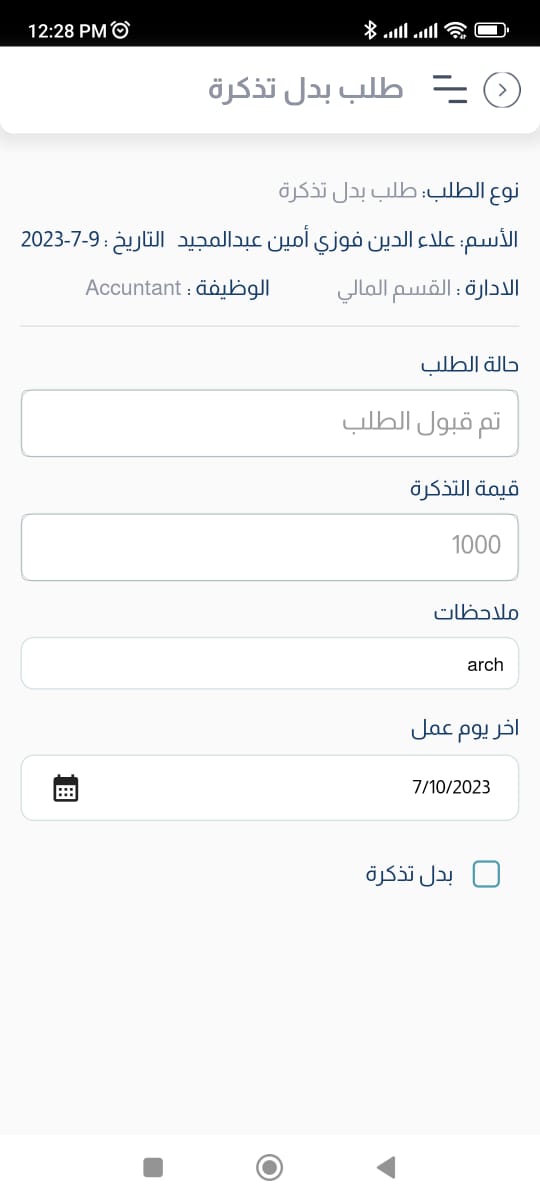 12:28 PM
طلب بدل تذكرة
نوع الطلب: طلب بدل تذكرة
الأسم: علاء الدين فوزي أمين عبدالمجيد التاريخ : 9-7-2023
الادارة : القسم المالي الوظيفة : Accuntant
حالة الطلب
تم قبول الطلب
قيمة التذكرة
1000
ملاحظات
arch
اخر يوم عمل
7/10/2023
بدل تذكرة